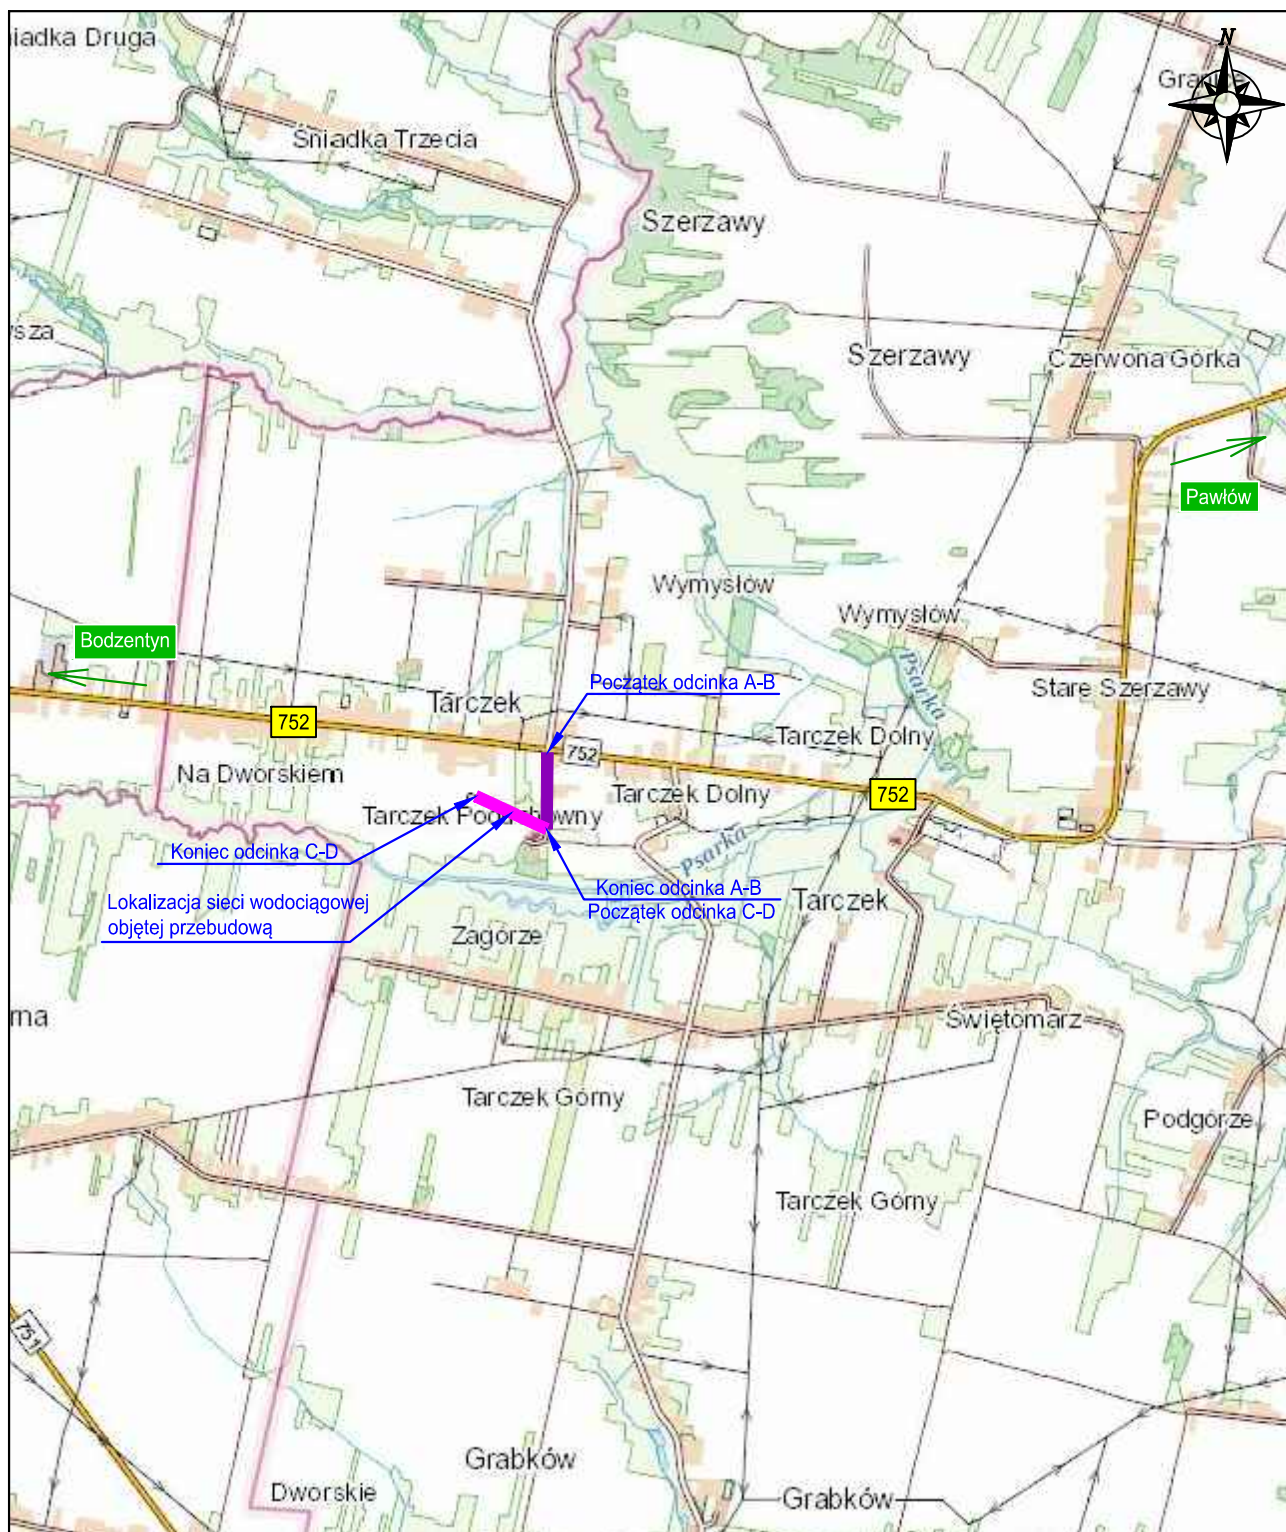 iadka Druga
N
Śniadka Trzecia
Szerzawy
Szerzawy
Czerwona Górka
Pawłów
Wymysłów
Wymysłów
Bodzentyn
Psarka
Początek odcinka A-B
Stare Szerzawy
Tarczek
752
752
Tarczek Dolny
Na Dworskiem
Tarczek Dolny
752
Koniec odcinka C-D
Psarka
Koniec odcinka A-B
Początek odcinka C-D
Lokalizacja sieci wodociągowej
objętej przebudową
Tarczek
Zagórze
Świętomarz
Tarczek Górny
Podgórze
Tarczek Górny
751
Grabków
Dworskie
Grabków